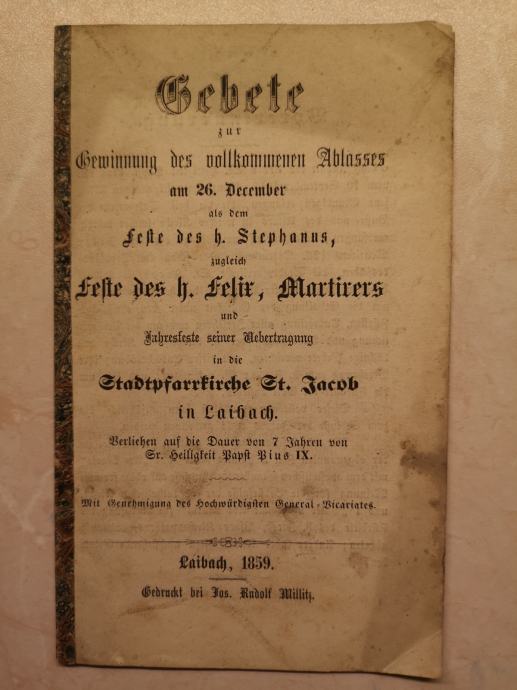 Gebete
zur
Gewinnung des vollkommenen Ablasses
am 26. December
als dem
Feste des h. Stephanus,
zugleich
Feste des h. Felix, Martirers
und
Jahresfeste seiner Uebertragung
in die
Stadtpfarrkirche St. Jacob
in Laibach.
Verliehen auf die Dauer von 7 Jahren von
Sr. Heiligkeit Papst Pius IX.
Mit Genehmigung des Hochwürdigsten General-Vicariates.
Laibach, 1859.
Gedruckt bei Jos. Rudolf Millitz.